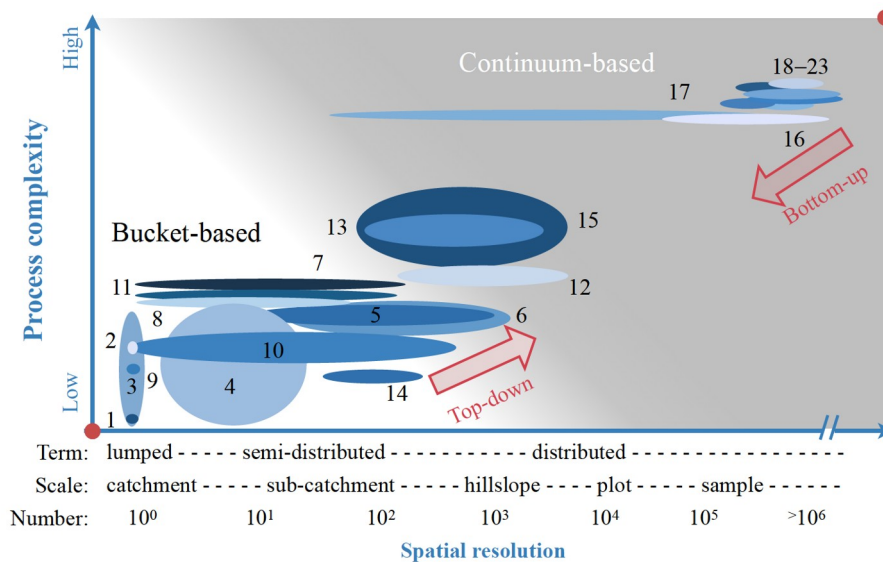 High
Continuum-based
18–23
17
16
Bottom-up
Process complexity
Bucket-based
13
15
7
11
12
8
5
6
2
10
3
9
4
14
Top-down
1
Low
Term: lumped - - - - - semi-distributed - - - - - - - - - - distributed - - - - - - - - - - - - - - - - - -
Scale: catchment - - - - - sub-catchment - - - - - hillslope - - - - plot - - - - - sample - - - - - -
Number: 10⁰ 10¹ 10² 10³ 10⁴ 10⁵ >10⁶
Spatial resolution